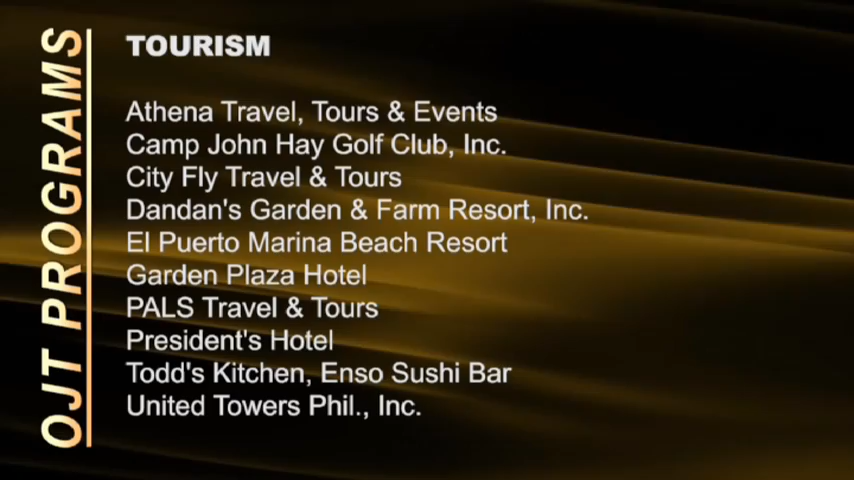 OJT PROGRAMS
TOURISM
Athena Travel, Tours & Events
Camp John Hay Golf Club, Inc.
City Fly Travel & Tours
Dandan's Garden & Farm Resort, Inc.
El Puerto Marina Beach Resort
Garden Plaza Hotel
PALS Travel & Tours
President's Hotel
Todd's Kitchen, Enso Sushi Bar
United Towers Phil., Inc.